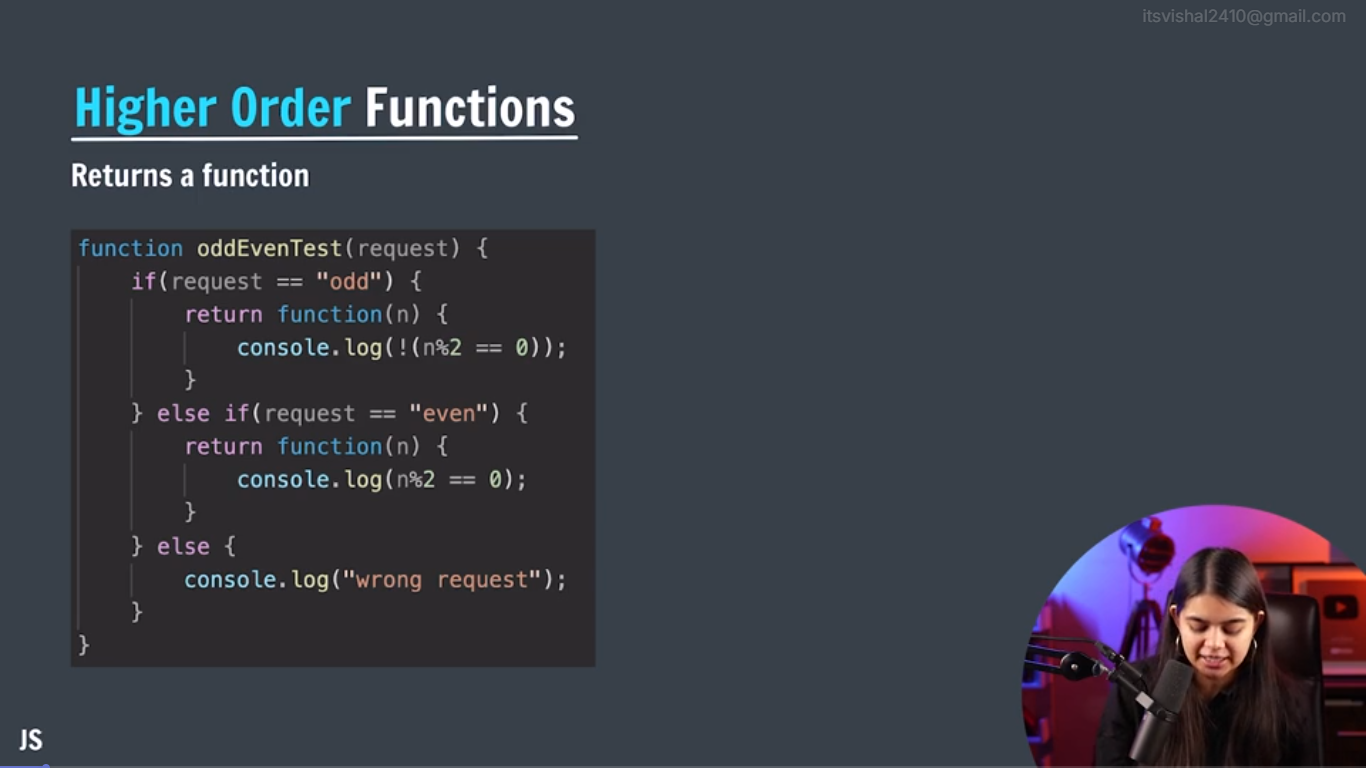 itsvishal2410@gmail.com
Higher Order Functions
Returns a function
function oddEvenTest(request) {
    if(request == "odd") {
        return function(n) {
            console.log(!(n%2 == 0));
        }
    } else if(request == "even") {
        return function(n) {
            console.log(n%2 == 0);
        }
    } else {
        console.log("wrong request");
    }
}
JS